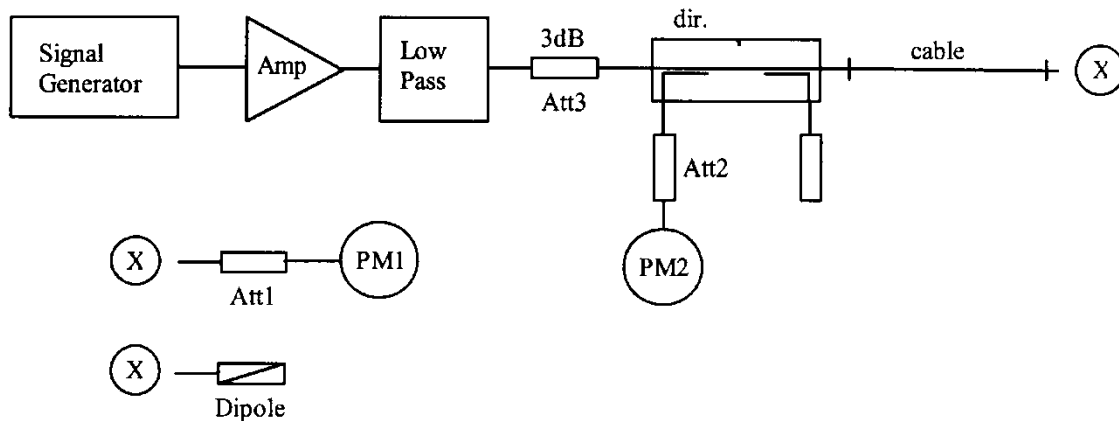 Signal
Generator
Amp
Low
Pass
3dB
Att3
dir.
cable
X
Att2
PM2
X
Att1
PM1
X
Dipole